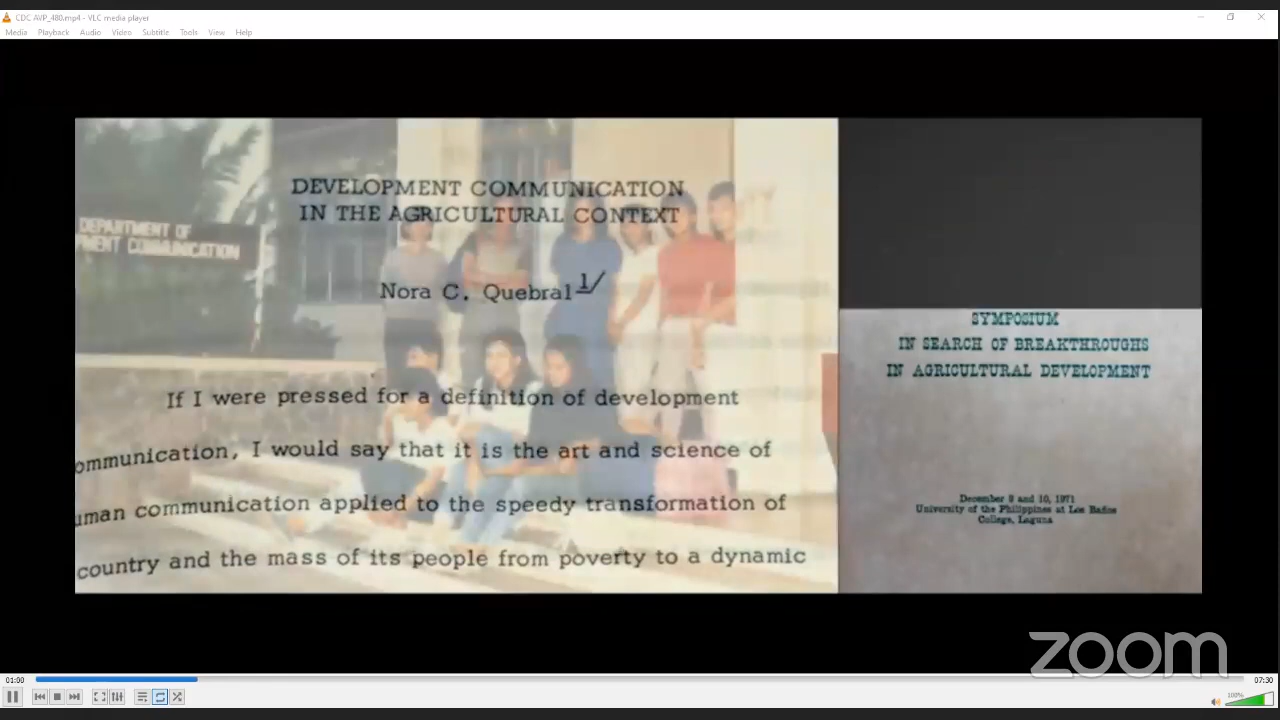 CDC AVP_480.mp4 - VLC media player
Media Playback Audio Video Subtitle Tools View Help
DEPARTMENT OF
MENT COMMUNICATION
DEVELOPMENT COMMUNICATION
IN THE AGRICULTURAL CONTEXT
Nora C. Quebral 1/
If I were pressed for a definition of development
ommunication, I would say that it is the art and science of
uman communication applied to the speedy transformation of
country and the mass of its people from poverty to a dynamic
SYMPOSIUM
IN SEARCH OF BREAKTHROUGHS
IN AGRICULTURAL DEVELOPMENT
December 9 and 10, 1971
University of the Philippines at Los Baños
College, Laguna
zoom
01:00
07:30
100%